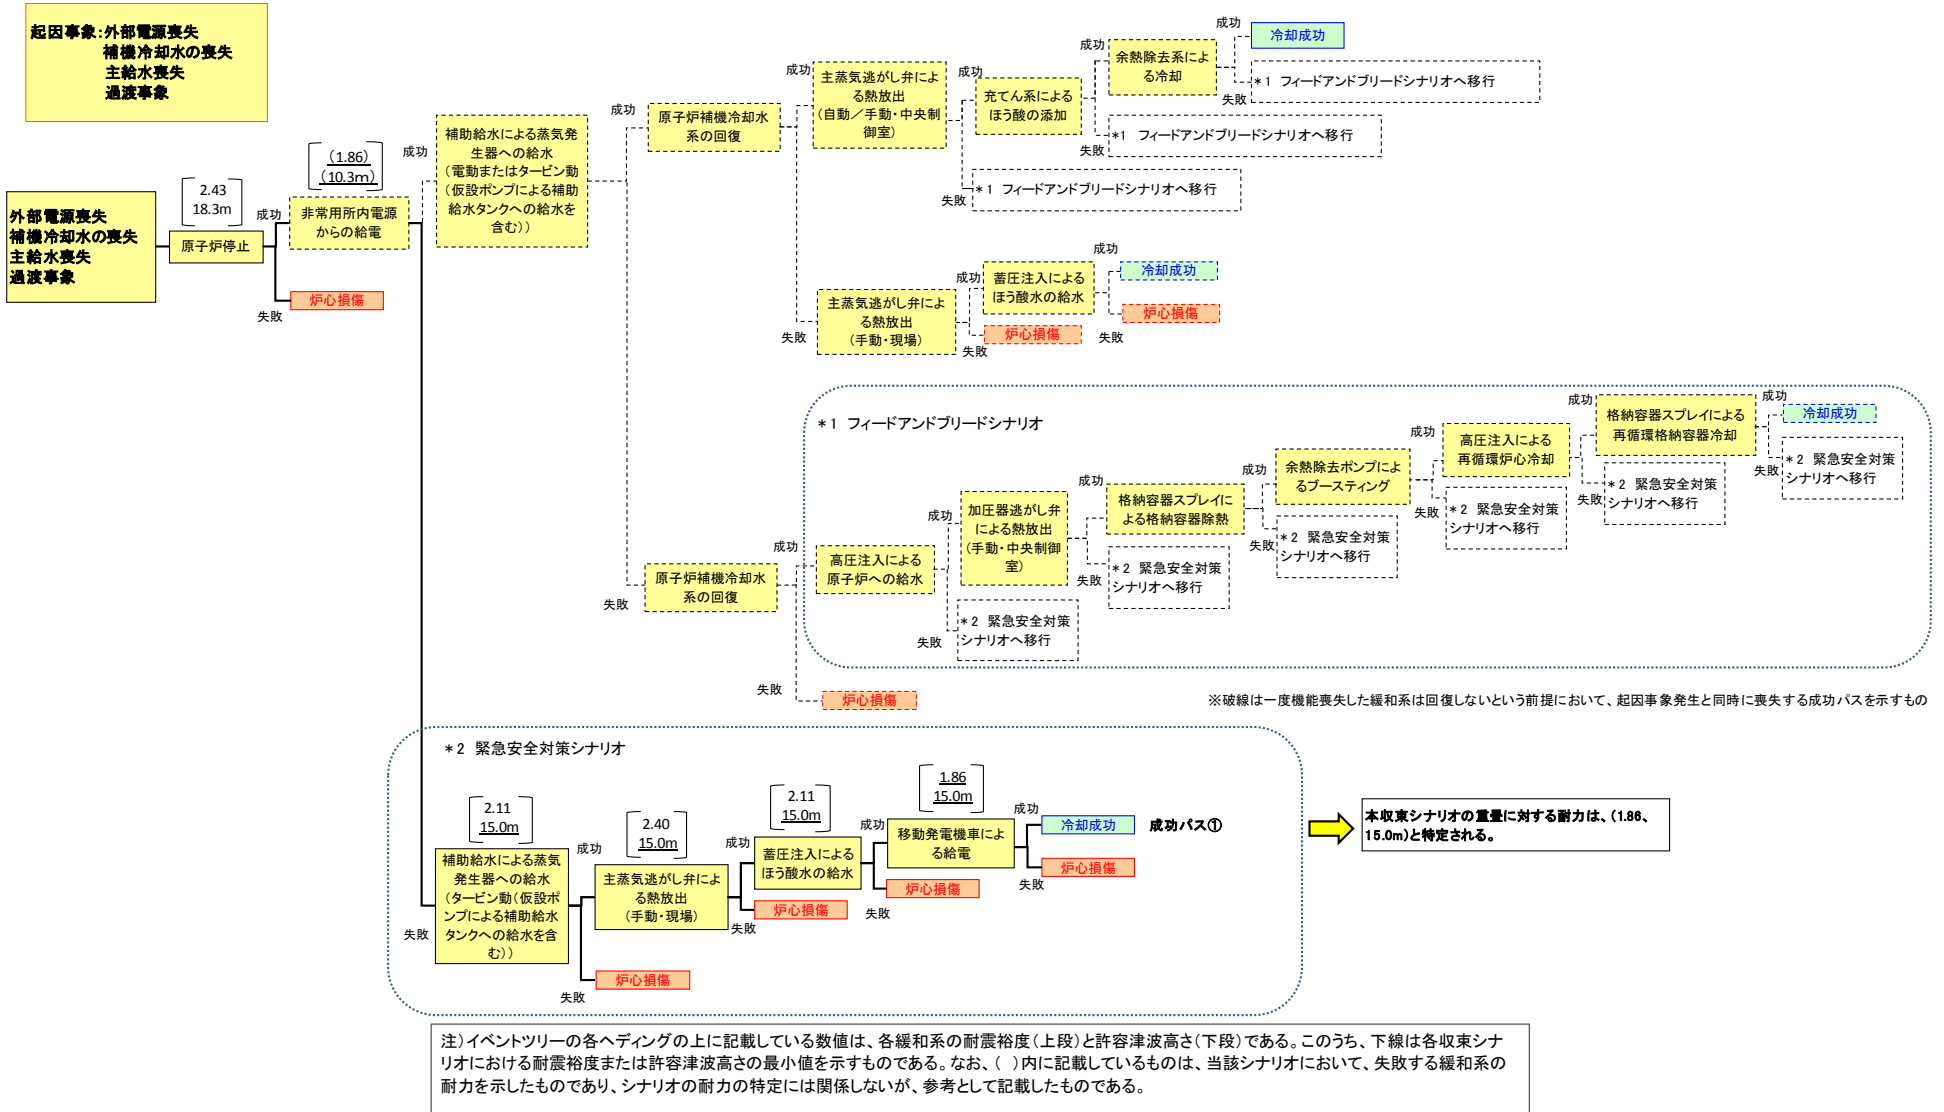 起因事象:外部電源喪失
補機冷却水の喪失
主給水喪失
過渡事象
外部電源喪失
補機冷却水の喪失
主給水喪失
過渡事象
2.43
18.3m
原子炉停止
成功
失敗
炉心損傷
(1.86)
(10.3m)
非常用所内電源
からの給電
成功
補助給水による蒸気発
生器への給水
(電動またはタービン動
(仮設ポンプによる補助
給水タンクへの給水を
含む))
成功
原子炉補機冷却水
系の回復
成功
主蒸気逃がし弁によ
る熱放出
(自動/手動・中央制
御室)
成功
充てん系による
ほう酸の添加
成功
余熱除去系によ
る冷却
成功
冷却成功
失敗
*1 フィードアンドブリードシナリオへ移行
失敗
*1 フィードアンドブリードシナリオへ移行
失敗
*1 フィードアンドブリードシナリオへ移行
失敗
主蒸気逃がし弁によ
る熱放出
(手動・現場)
成功
蓄圧注入による
ほう酸水の給水
成功
冷却成功
失敗
炉心損傷
失敗
炉心損傷
失敗
原子炉補機冷却水
系の回復
成功
失敗
炉心損傷
*1 フィードアンドブリードシナリオ
高圧注入による
原子炉への給水
成功
加圧器逃がし弁
による熱放出
(手動・中央制御
室)
成功
格納容器スプレイに
よる格納容器除熱
成功
余熱除去ポンプによ
るブースティング
成功
高圧注入による
再循環炉心冷却
成功
格納容器スプレイによる
再循環格納容器冷却
成功
冷却成功
失敗
*2 緊急安全対策
シナリオへ移行
失敗
*2 緊急安全対策
シナリオへ移行
失敗
*2 緊急安全対策
シナリオへ移行
失敗
*2 緊急安全対策
シナリオへ移行
失敗
*2 緊急安全対策
シナリオへ移行
失敗
*2 緊急安全対策
シナリオへ移行
※破線は一度機能喪失した緩和系は回復しないという前提において、起因事象発生と同時に喪失する成功パスを示すもの
*2 緊急安全対策シナリオ
失敗
2.11
15.0m
補助給水による蒸気
発生器への給水
(タービン動(仮設ポ
ンプによる補助給水
タンクへの給水を含
む))
成功
失敗
炉心損傷
2.40
15.0m
主蒸気逃がし弁によ
る熱放出
(手動・現場)
成功
失敗
炉心損傷
2.11
15.0m
蓄圧注入による
ほう酸水の給水
成功
失敗
炉心損傷
1.86
15.0m
移動発電機車によ
る給電
成功
冷却成功
成功パス①
失敗
炉心損傷
本収束シナリオの重畳に対する耐力は、(1.86、
15.0m)と特定される。
注)イベントツリーの各ヘディングの上に記載している数値は、各緩和系の耐震裕度(上段)と許容津波高さ(下段)である。このうち、下線は各収束シナ
リオにおける耐震裕度または許容津波高さの最小値を示すものである。なお、( )内に記載しているものは、当該シナリオにおいて、失敗する緩和系の
耐力を示したものであり、シナリオの耐力の特定には関係しないが、参考として記載したものである。